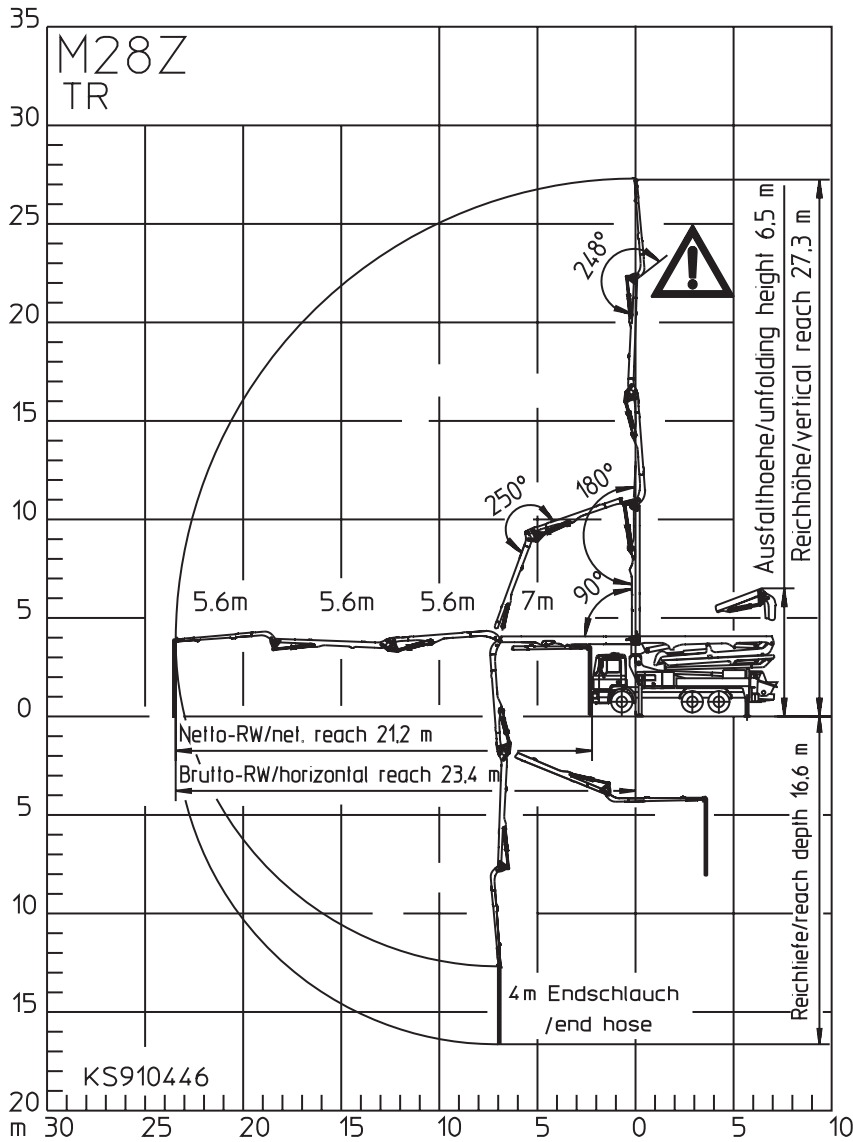 35
M28Z
TR
30
25
20
15
10
5
0
5
10
15
20
m 30 25 20 15 10 5 0 5 10
248°
250°
180°
90°
5.6m 5.6m 5.6m 7m
Ausfalthoehe/unfolding height 6,5 m
Reichhöhe/vertical reach 27,3 m
Netto-RW/net. reach 21,2 m
Brutto-RW/horizontal reach 23,4 m
Reichtiefe/reach depth 16,6 m
4m Endschlauch
/end hose
KS910446